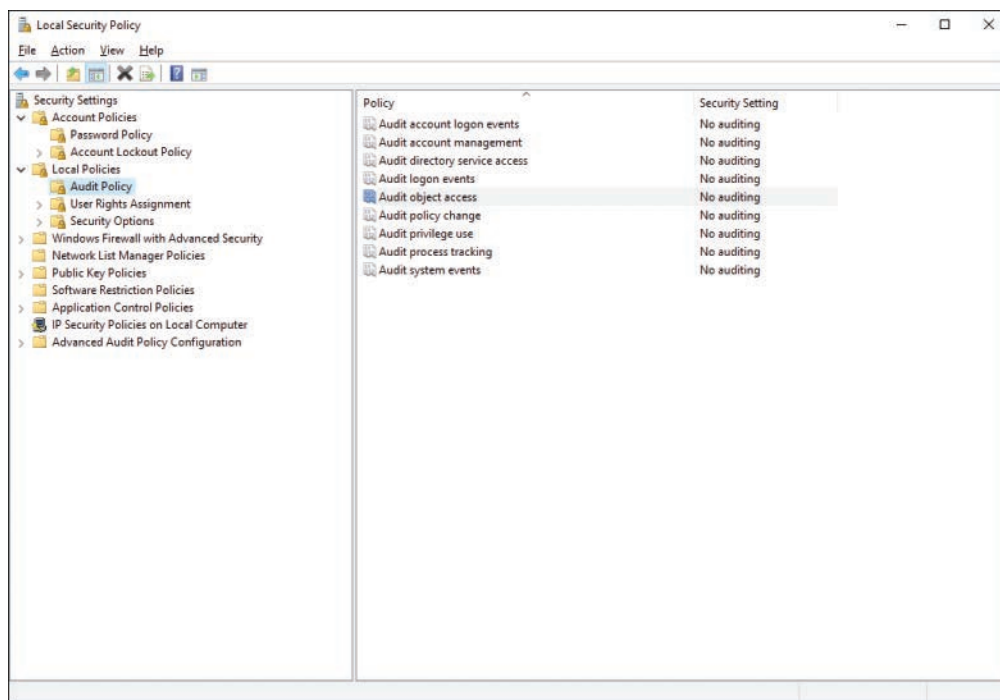 Local Security Policy
File Action View Help
Security Settings
Account Policies
Password Policy
Account Lockout Policy
Local Policies
Audit Policy
User Rights Assignment
Security Options
Windows Firewall with Advanced Security
Network List Manager Policies
Public Key Policies
Software Restriction Policies
Application Control Policies
IP Security Policies on Local Computer
Advanced Audit Policy Configuration
Policy Security Setting
Audit account logon events No auditing
Audit account management No auditing
Audit directory service access No auditing
Audit logon events No auditing
Audit object access No auditing
Audit policy change No auditing
Audit privilege use No auditing
Audit process tracking No auditing
Audit system events No auditing